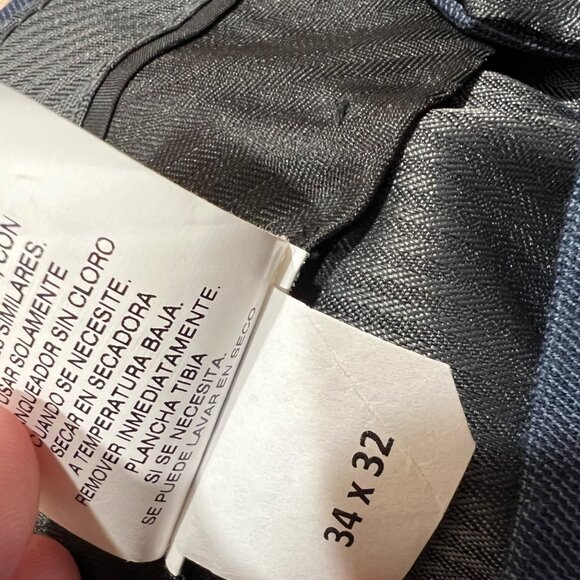 CON
SIMILARES.
USAR SOLAMENTE
SIN CLORO
CUANDO SE NECESITE.
SECAR EN SECADORA
A TEMPERATURA BAJA.
REMOVER INMEDIATAMENTE.
PLANCHA TIBIA
SI SE NECESITA.
SE PUEDE LAVAR EN SECO
34 x 32